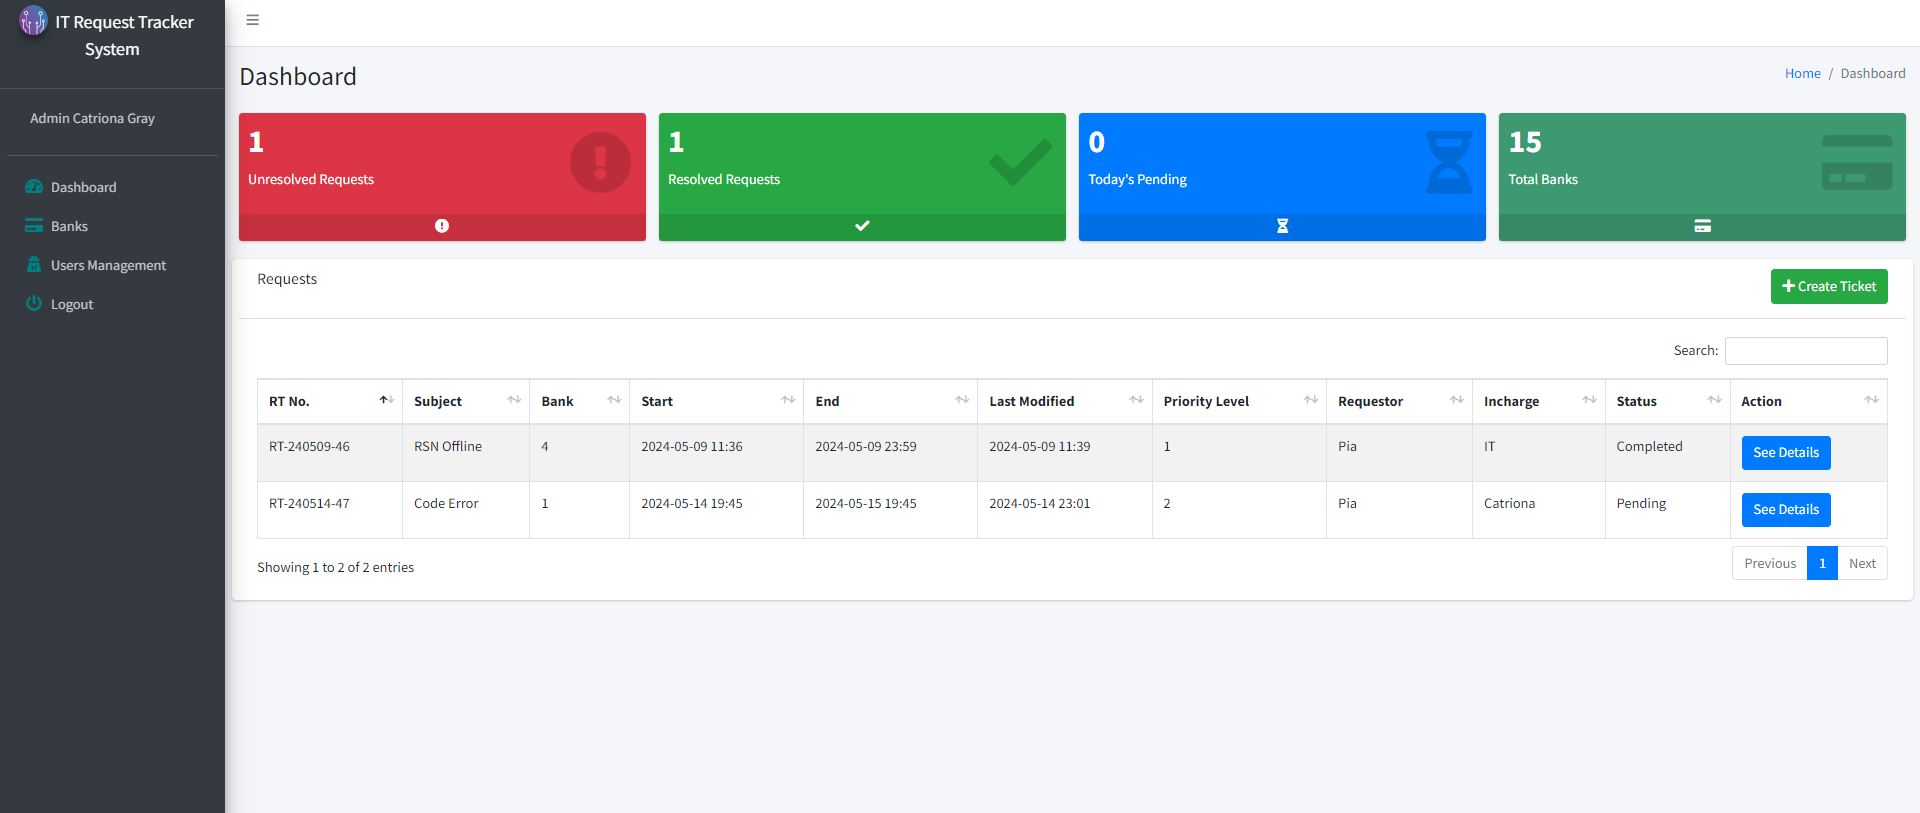 IT Request Tracker
System
Admin Catriona Gray
Dashboard
Banks
Users Management
Logout
Dashboard
Home / Dashboard
1
Unresolved Requests
1
Resolved Requests
0
Today's Pending
15
Total Banks
Requests
Create Ticket
Search:
RT No. Subject Bank Start End Last Modified Priority Level Requestor Incharge Status Action
RT-240509-46 RSN Offline 4 2024-05-09 11:36 2024-05-09 23:59 2024-05-09 11:39 1 Pia IT Completed See Details
RT-240514-47 Code Error 1 2024-05-14 19:45 2024-05-15 19:45 2024-05-14 23:01 2 Pia Catriona Pending See Details
Showing 1 to 2 of 2 entries
Previous 1 Next